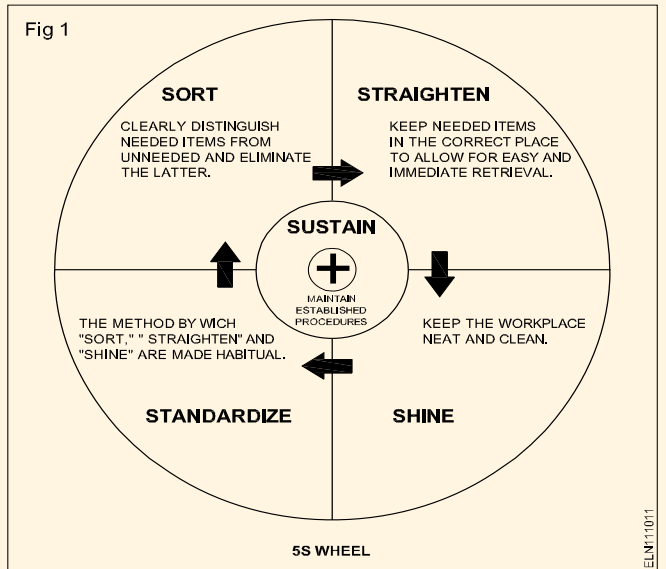 Fig 1
SORT
CLEARLY DISTINGUISH
NEEDED ITEMS FROM
UNNEEDED AND ELIMINATE
THE LATTER.
STRAIGHTEN
KEEP NEEDED ITEMS
IN THE CORRECT PLACE
TO ALLOW FOR EASY AND
IMMEDIATE RETRIEVAL.
SUSTAIN
MAINTAIN
ESTABLISHED
PROCEDURES
THE METHOD BY WICH
"SORT," " STRAIGHTEN" AND
"SHINE" ARE MADE HABITUAL.
STANDARDIZE
KEEP THE WORKPLACE
NEAT AND CLEAN.
SHINE
5S WHEEL
ELN111011